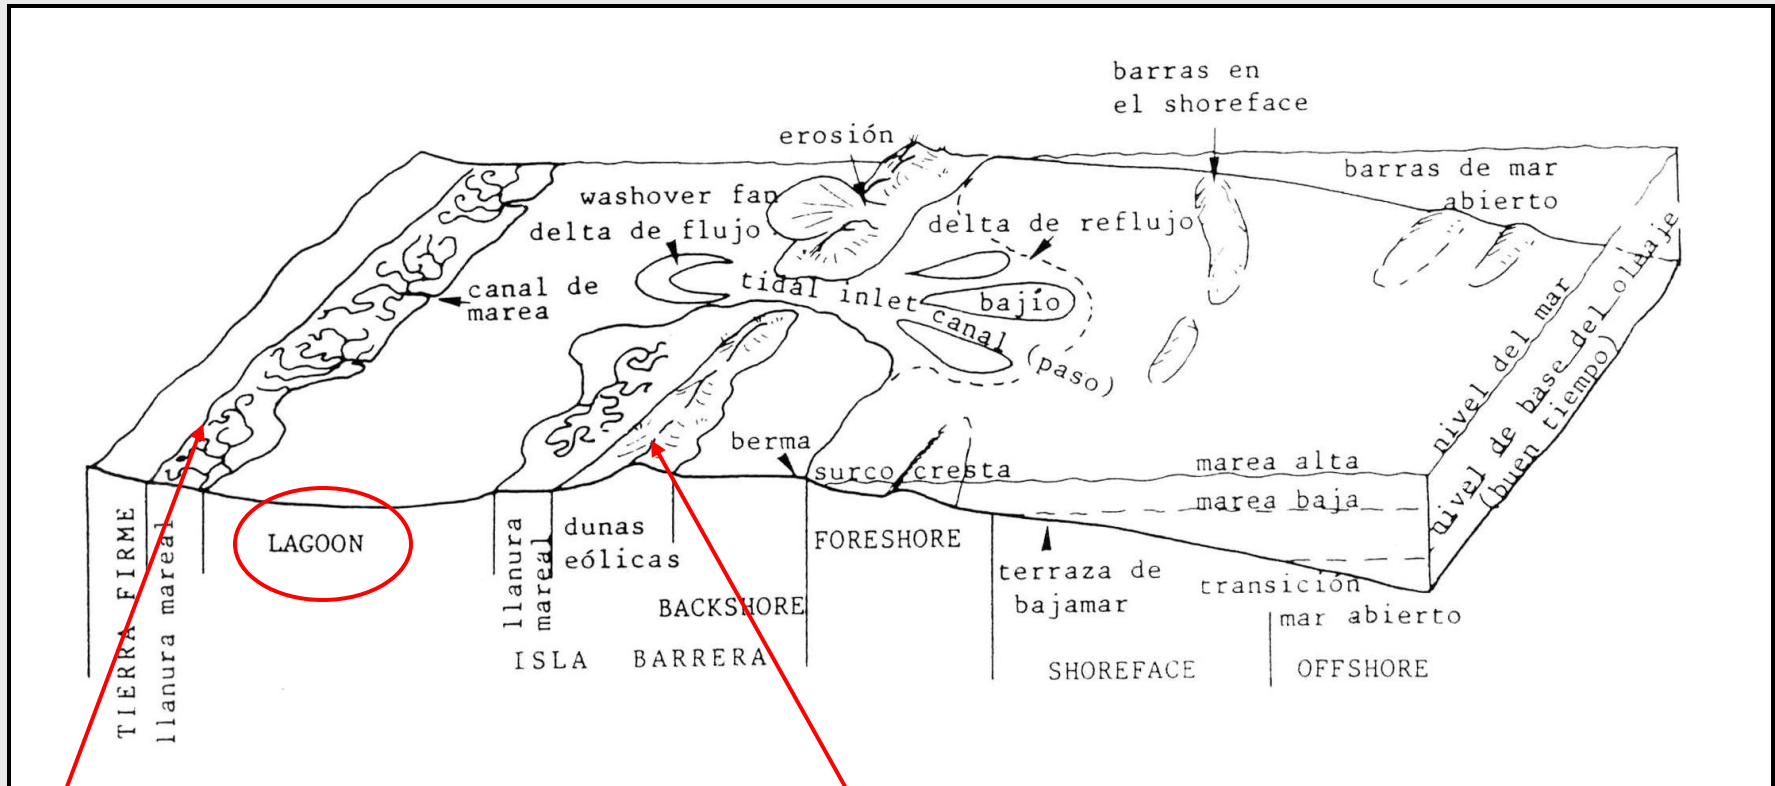 barras en
el shoreface
erosión
barras de mar
abierto
washover fan
delta de flujo
delta de reflujo
canal de
marea
tidal inlet
bajío
canal (paso)
nivel del mar
nivel de base del oleaje
(buen tiempo)
berma
surco cresta
marea alta
marea baja
TIERRA FIRME
llanura mareal
LAGOON
llanura
mareal
dunas
eólicas
BACKSHORE
ISLA BARRERA
FORESHORE
terraza de
bajamar
transición
mar abierto
SHOREFACE
OFFSHORE